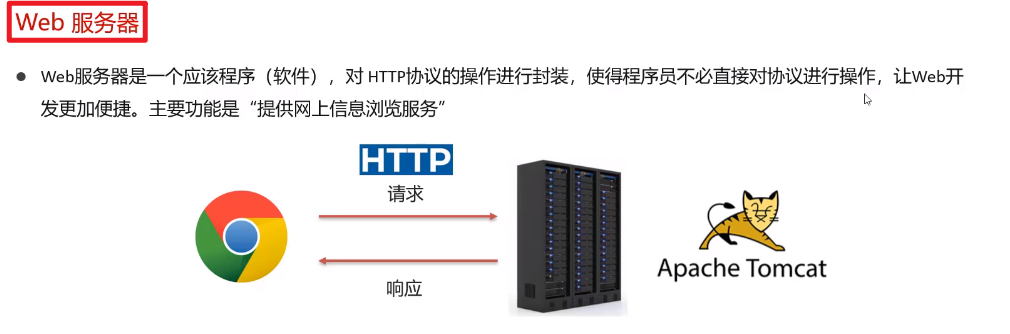 Web 服务器
● Web服务器是一个应该程序（软件），对 HTTP协议的操作进行封装，使得程序员不必直接对协议进行操作，让Web开
发更加便捷。主要功能是“提供网上信息浏览服务”
HTTP
请求
响应
Apache Tomcat